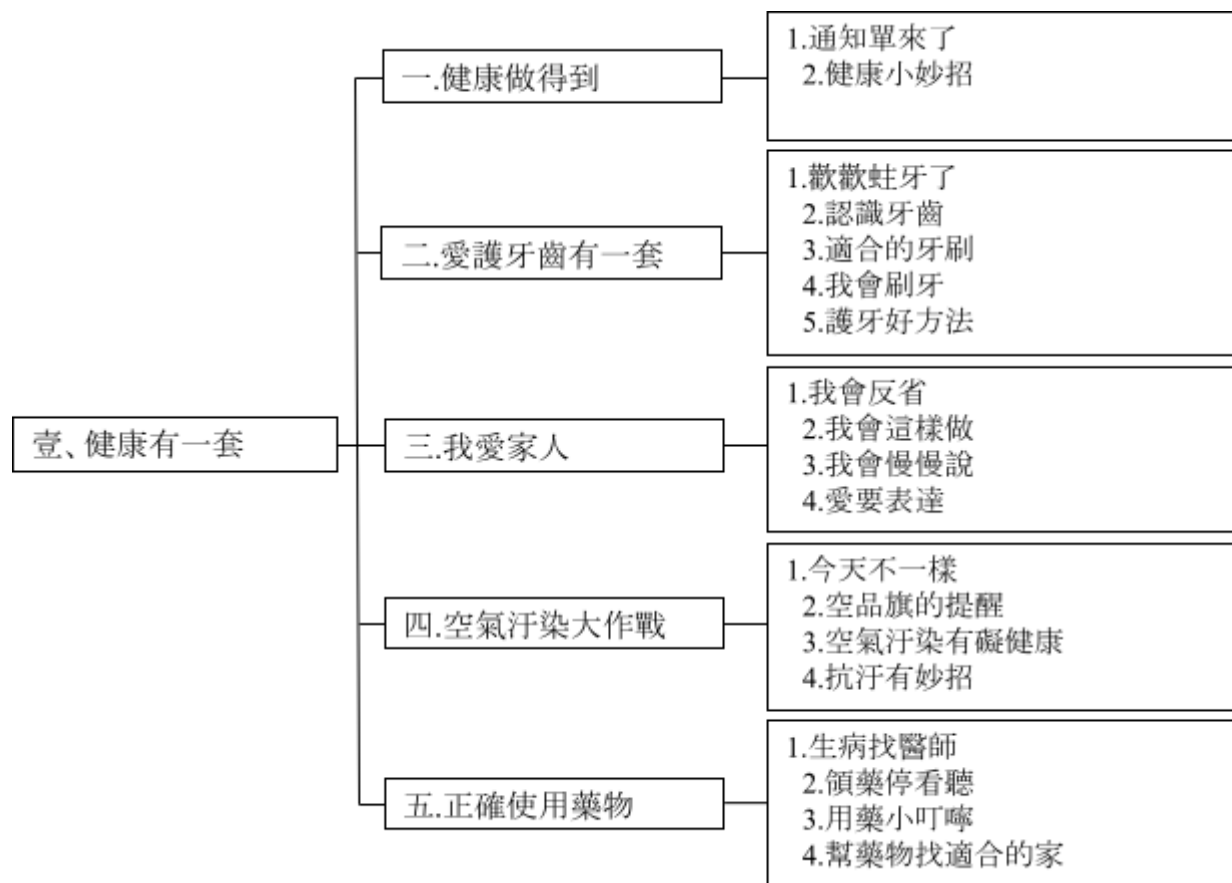 壹、健康有一套
一.健康做得到
1.通知單來了
2.健康小妙招
二.愛護牙齒有一套
1.歡歡蛀牙了
2.認識牙齒
3.適合的牙刷
4.我會刷牙
5.護牙好方法
三.我愛家人
1.我會反省
2.我會這樣做
3.我會慢慢說
4.愛要表達
四.空氣汙染大作戰
1.今天不一樣
2.空品旗的提醒
3.空氣汙染有礙健康
4.抗汙有妙招
五.正確使用藥物
1.生病找醫師
2.領藥停看聽
3.用藥小叮嚀
4.幫藥物找適合的家